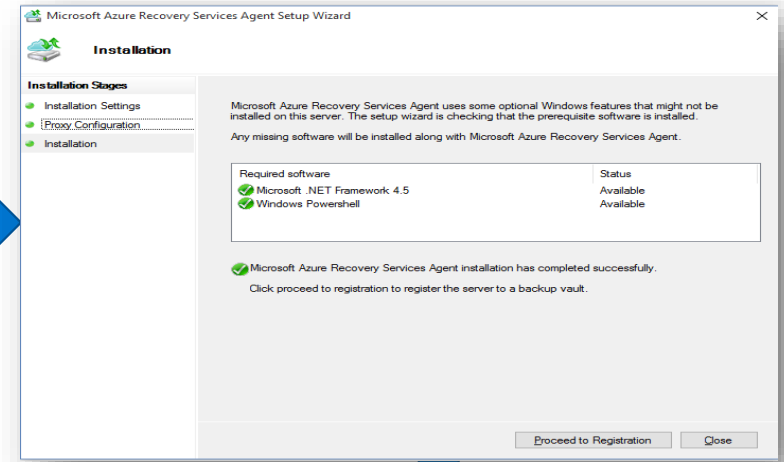 Microsoft Azure Recovery Services Agent Setup Wizard
Installation
Installation Stages
Installation Settings
Proxy Configuration
Installation
Microsoft Azure Recovery Services Agent uses some optional Windows features that might not be
installed on this server. The setup wizard is checking that the prerequisite software is installed.
Any missing software will be installed along with Microsoft Azure Recovery Services Agent.
Required software Status
Microsoft .NET Framework 4.5 Available
Windows Powershell Available
Microsoft Azure Recovery Services Agent installation has completed successfully.
Click proceed to registration to register the server to a backup vault.
Proceed to Registration Close